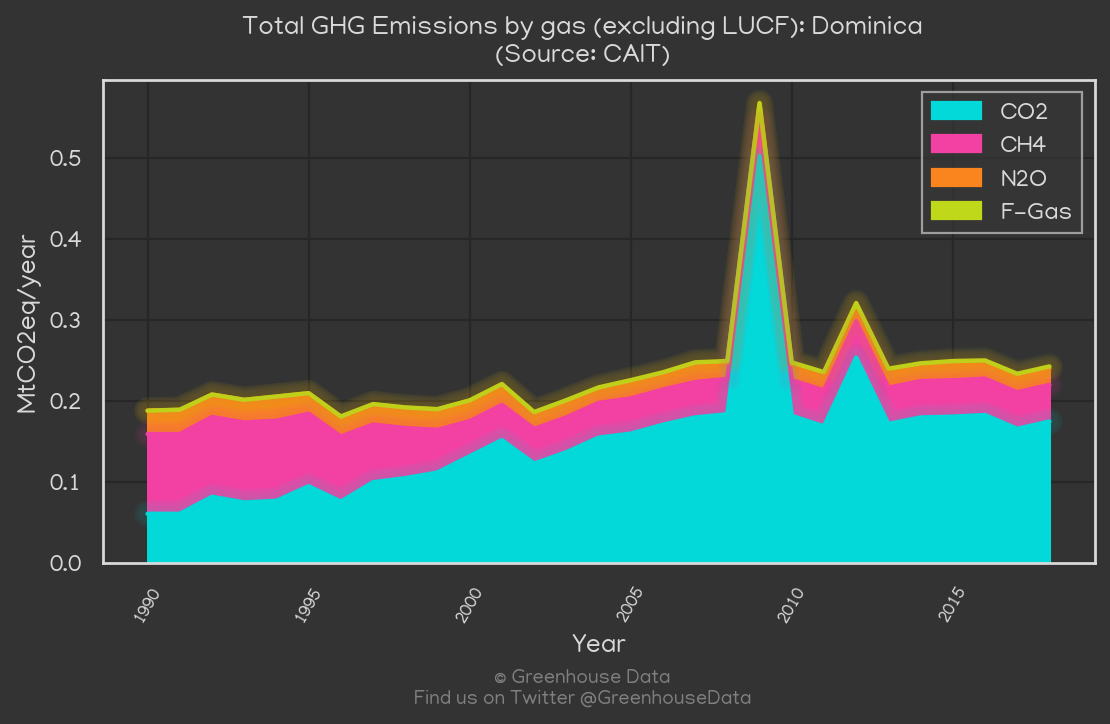 Total GHG Emissions by gas (excluding LUCF): Dominica
(Source: CAIT)
CO2
CH4
N2O
F-Gas
MtCO2eq/year
0.5
0.4
0.3
0.2
0.1
0.0
1990
1995
2000
2005
2010
2015
Year
© Greenhouse Data
Find us on Twitter @GreenhouseData